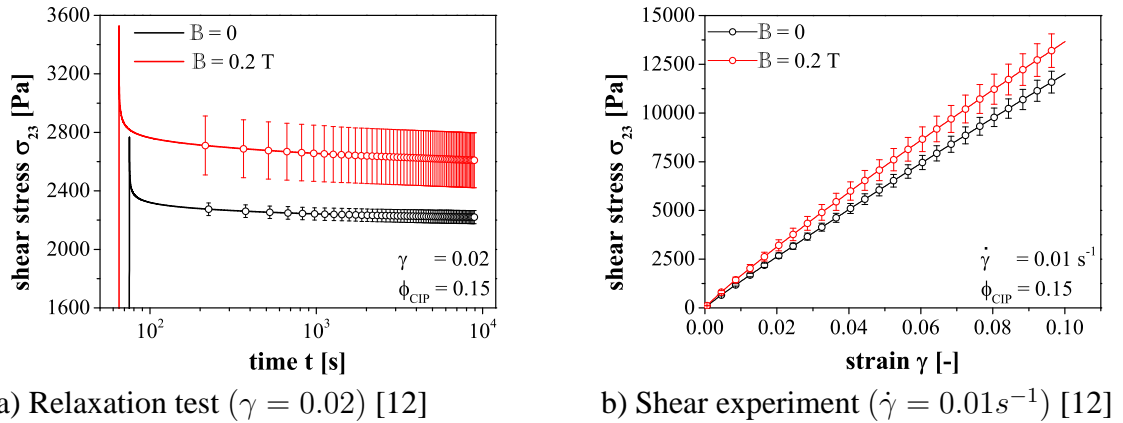 3600
3200
2800
2400
2000
1600
10²
10³
10⁴
shear stress σ₂₃ [Pa]
time t [s]
𝔹 = 0
𝔹 = 0.2 T
γ = 0.02
ϕ_CIP = 0.15
15000
12500
10000
7500
5000
2500
0
0.00
0.02
0.04
0.06
0.08
0.10
shear stress σ₂₃ [Pa]
strain γ [-]
𝔹 = 0
𝔹 = 0.2 T
γ̇ = 0.01 s⁻¹
ϕ_CIP = 0.15
a) Relaxation test (γ = 0.02) [12]
b) Shear experiment (γ̇ = 0.01s⁻¹) [12]